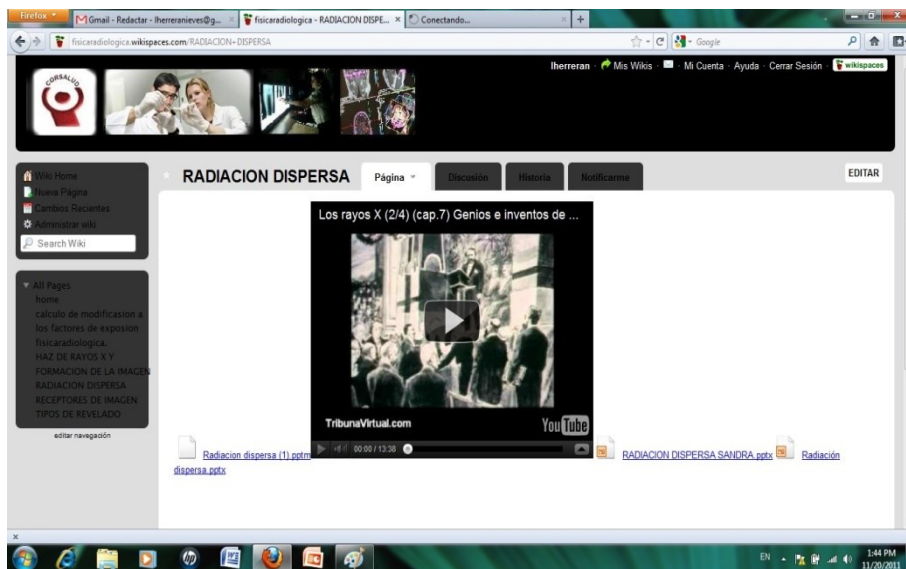 Firefox
Gmail - Redactar - lherreranieves@g...
fisicaradiologica - RADIACION DISPE...
Conectando...
fisicaradiologica.wikispaces.com/RADIACION+DISPERSA
Google
CORSALUD
lherreran · Mis Wikis · Mi Cuenta · Ayuda · Cerrar Sesión · wikispaces
Wiki Home
Nueva Página
Cambios Recientes
Administrar wiki
Search Wiki
All Pages
home
calculo de modificasion a
los factores de exposion
fisicaradiologica.
HAZ DE RAYOS X Y
FORMACION DE LA IMAGEN
RADIACION DISPERSA
RECEPTORES DE IMAGEN
TIPOS DE REVELADO
editar navegación
RADIACION DISPERSA
Página
Discusión
Historia
Notificarme
EDITAR
Los rayos X (2/4) (cap.7) Genios e inventos de ...
TribunaVirtual.com
YouTube
00:00 / 13:38
Radiacion dispersa (1).pptm
RADIACION DISPERSA SANDRA.pptx
Radiación
dispersa.pptx
EN
1:44 PM
11/20/2011